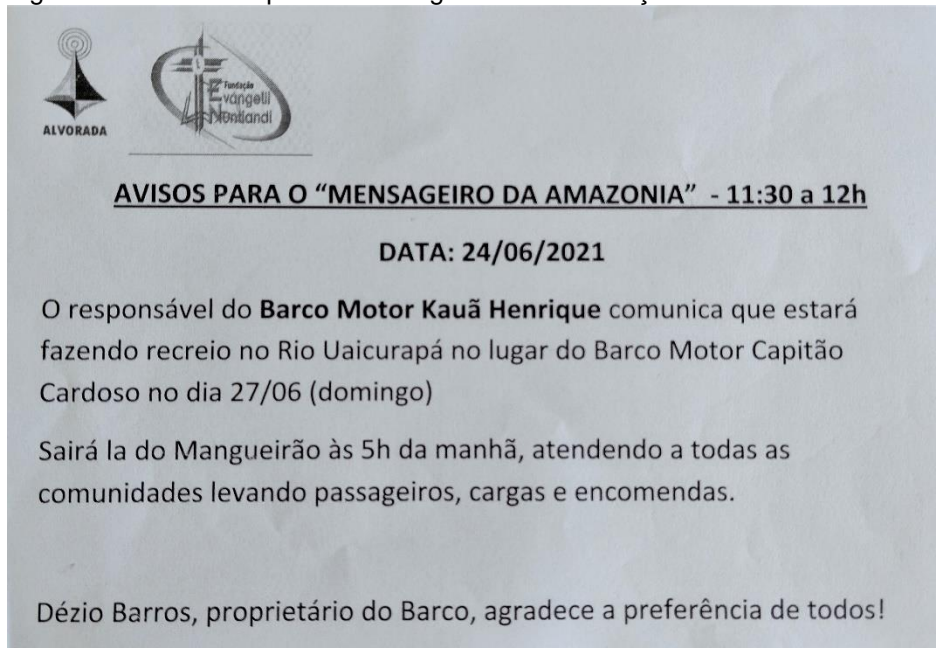 ALVORADA
Fundação
Evangelii
Nuntiandi
AVISOS PARA O “MENSAGEIRO DA AMAZONIA” - 11:30 a 12h
DATA: 24/06/2021
O responsável do Barco Motor Kauã Henrique comunica que estará
fazendo recreio no Rio Uaicurapá no lugar do Barco Motor Capitão
Cardoso no dia 27/06 (domingo)
Sairá la do Mangueirão às 5h da manhã, atendendo a todas as
comunidades levando passageiros, cargas e encomendas.
Dézio Barros, proprietário do Barco, agradece a preferência de todos!